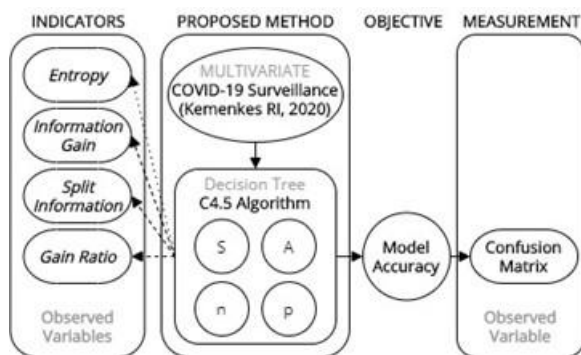 INDICATORS
PROPOSED METHOD
OBJECTIVE
MEASUREMENT
Entropy
Information
Gain
Split
Information
Gain Ratio
Observed
Variables
MULTIVARIATE
COVID-19 Surveillance
(Kemenkes RI, 2020)
Decision Tree
C4.5 Algorithm
S
A
n
p
Model
Accuracy
Confusion
Matrix
Observed
Variable